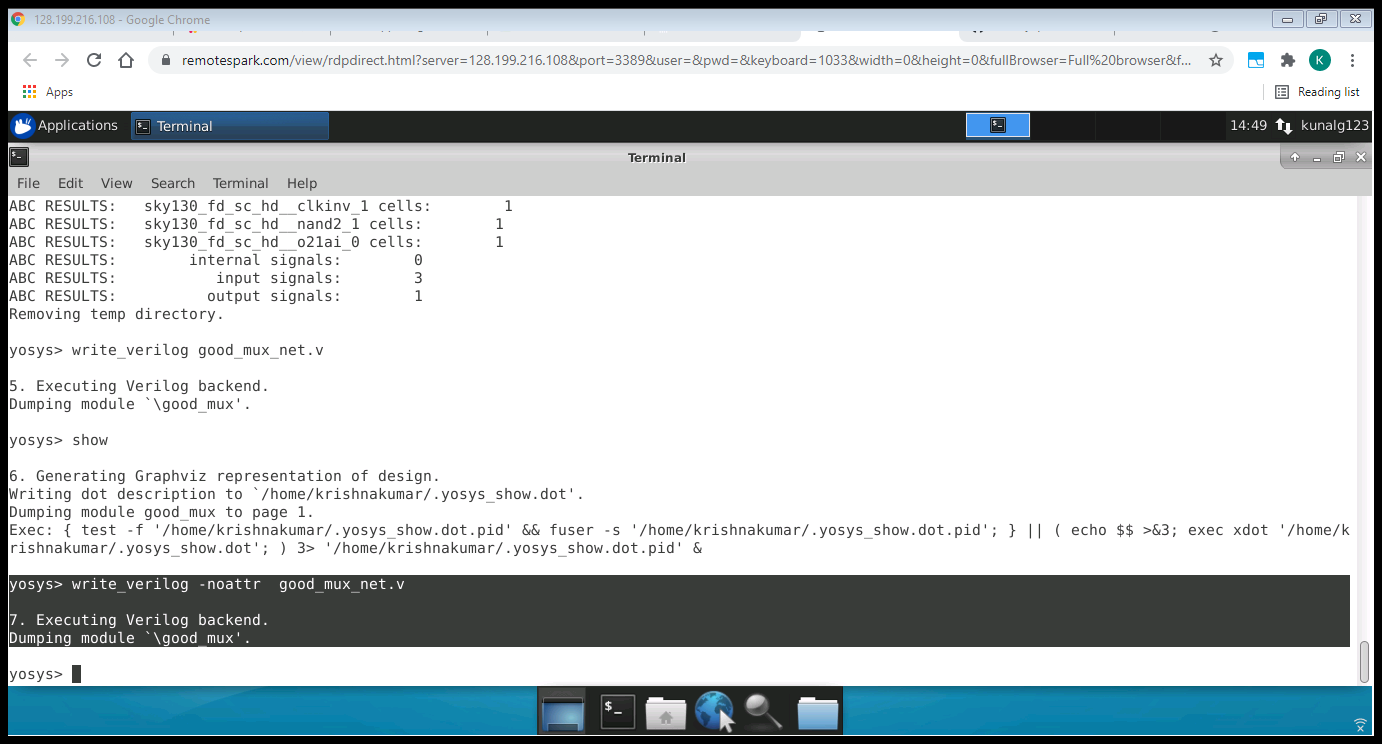 128.199.216.108 - Google Chrome
remotespark.com/view/rdpdirect.html?server=128.199.216.108&port=3389&user=&pwd=&keyboard=1033&width=0&height=0&fullBrowser=Full%20browser&f...
K
Apps
Reading list
Applications
Terminal
14:49
kunalg123
Terminal
File Edit View Search Terminal Help
ABC RESULTS:   sky130_fd_sc_hd__clkinv_1 cells:        1
ABC RESULTS:   sky130_fd_sc_hd__nand2_1 cells:        1
ABC RESULTS:   sky130_fd_sc_hd__o21ai_0 cells:        1
ABC RESULTS:        internal signals:        0
ABC RESULTS:           input signals:        3
ABC RESULTS:          output signals:        1
Removing temp directory.
yosys> write_verilog good_mux_net.v
5. Executing Verilog backend.
Dumping module `\good_mux'.
yosys> show
6. Generating Graphviz representation of design.
Writing dot description to `/home/krishnakumar/.yosys_show.dot'.
Dumping module good_mux to page 1.
Exec: { test -f '/home/krishnakumar/.yosys_show.dot.pid' && fuser -s '/home/krishnakumar/.yosys_show.dot.pid'; } || ( echo $$ >&3; exec xdot '/home/k
rishnakumar/.yosys_show.dot'; ) 3> '/home/krishnakumar/.yosys_show.dot.pid' &
yosys> write_verilog -noattr  good_mux_net.v
7. Executing Verilog backend.
Dumping module `\good_mux'.
yosys>